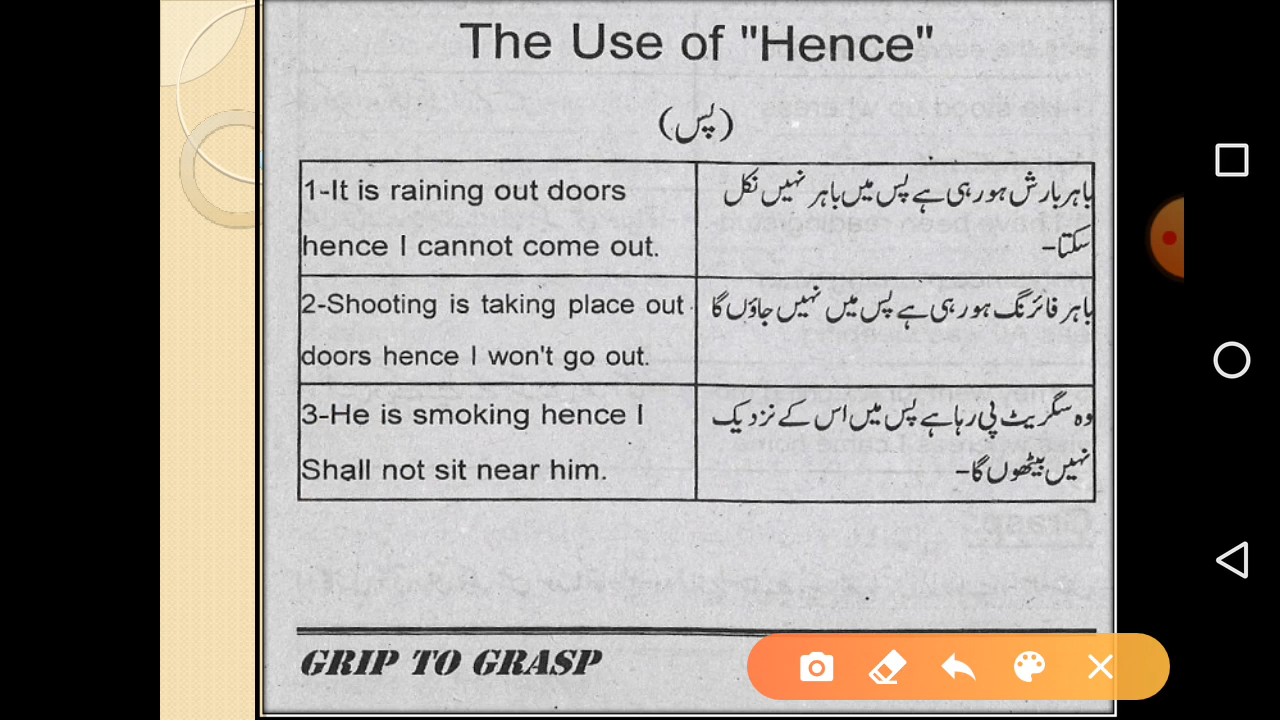 The Use of "Hence"
(پس)
1-It is raining out doors
hence I cannot come out.
باہر بارش ہو رہی ہے پس میں باہر نہیں نکل
سکتا-
2-Shooting is taking place out
doors hence I won't go out.
باہر فائرنگ ہو رہی ہے پس میں نہیں جاؤں گا
3-He is smoking hence I
Shall not sit near him.
وہ سگریٹ پی رہا ہے پس میں اس کے نزدیک
نہیں بیٹھوں گا-
GRIP TO GRASP